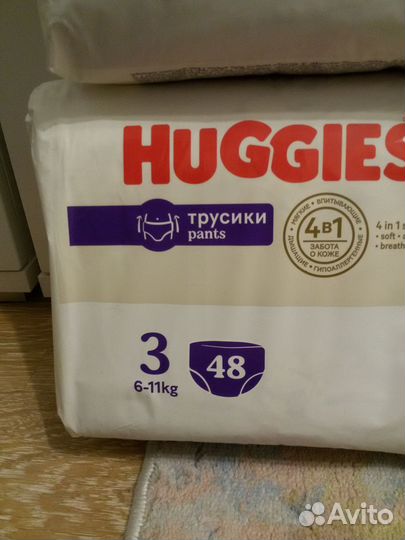 HUGGIES
трусики
pants
МЯГКИЕ • ВПИТЫВАЮЩИЕ
4в1
ЗАБОТА
О КОЖЕ
ДЫШАЩИЕ • ГИПОАЛЛЕРГЕННЫЕ
4 in 1
• soft •
• breath
3
48
6-11kg
Avito